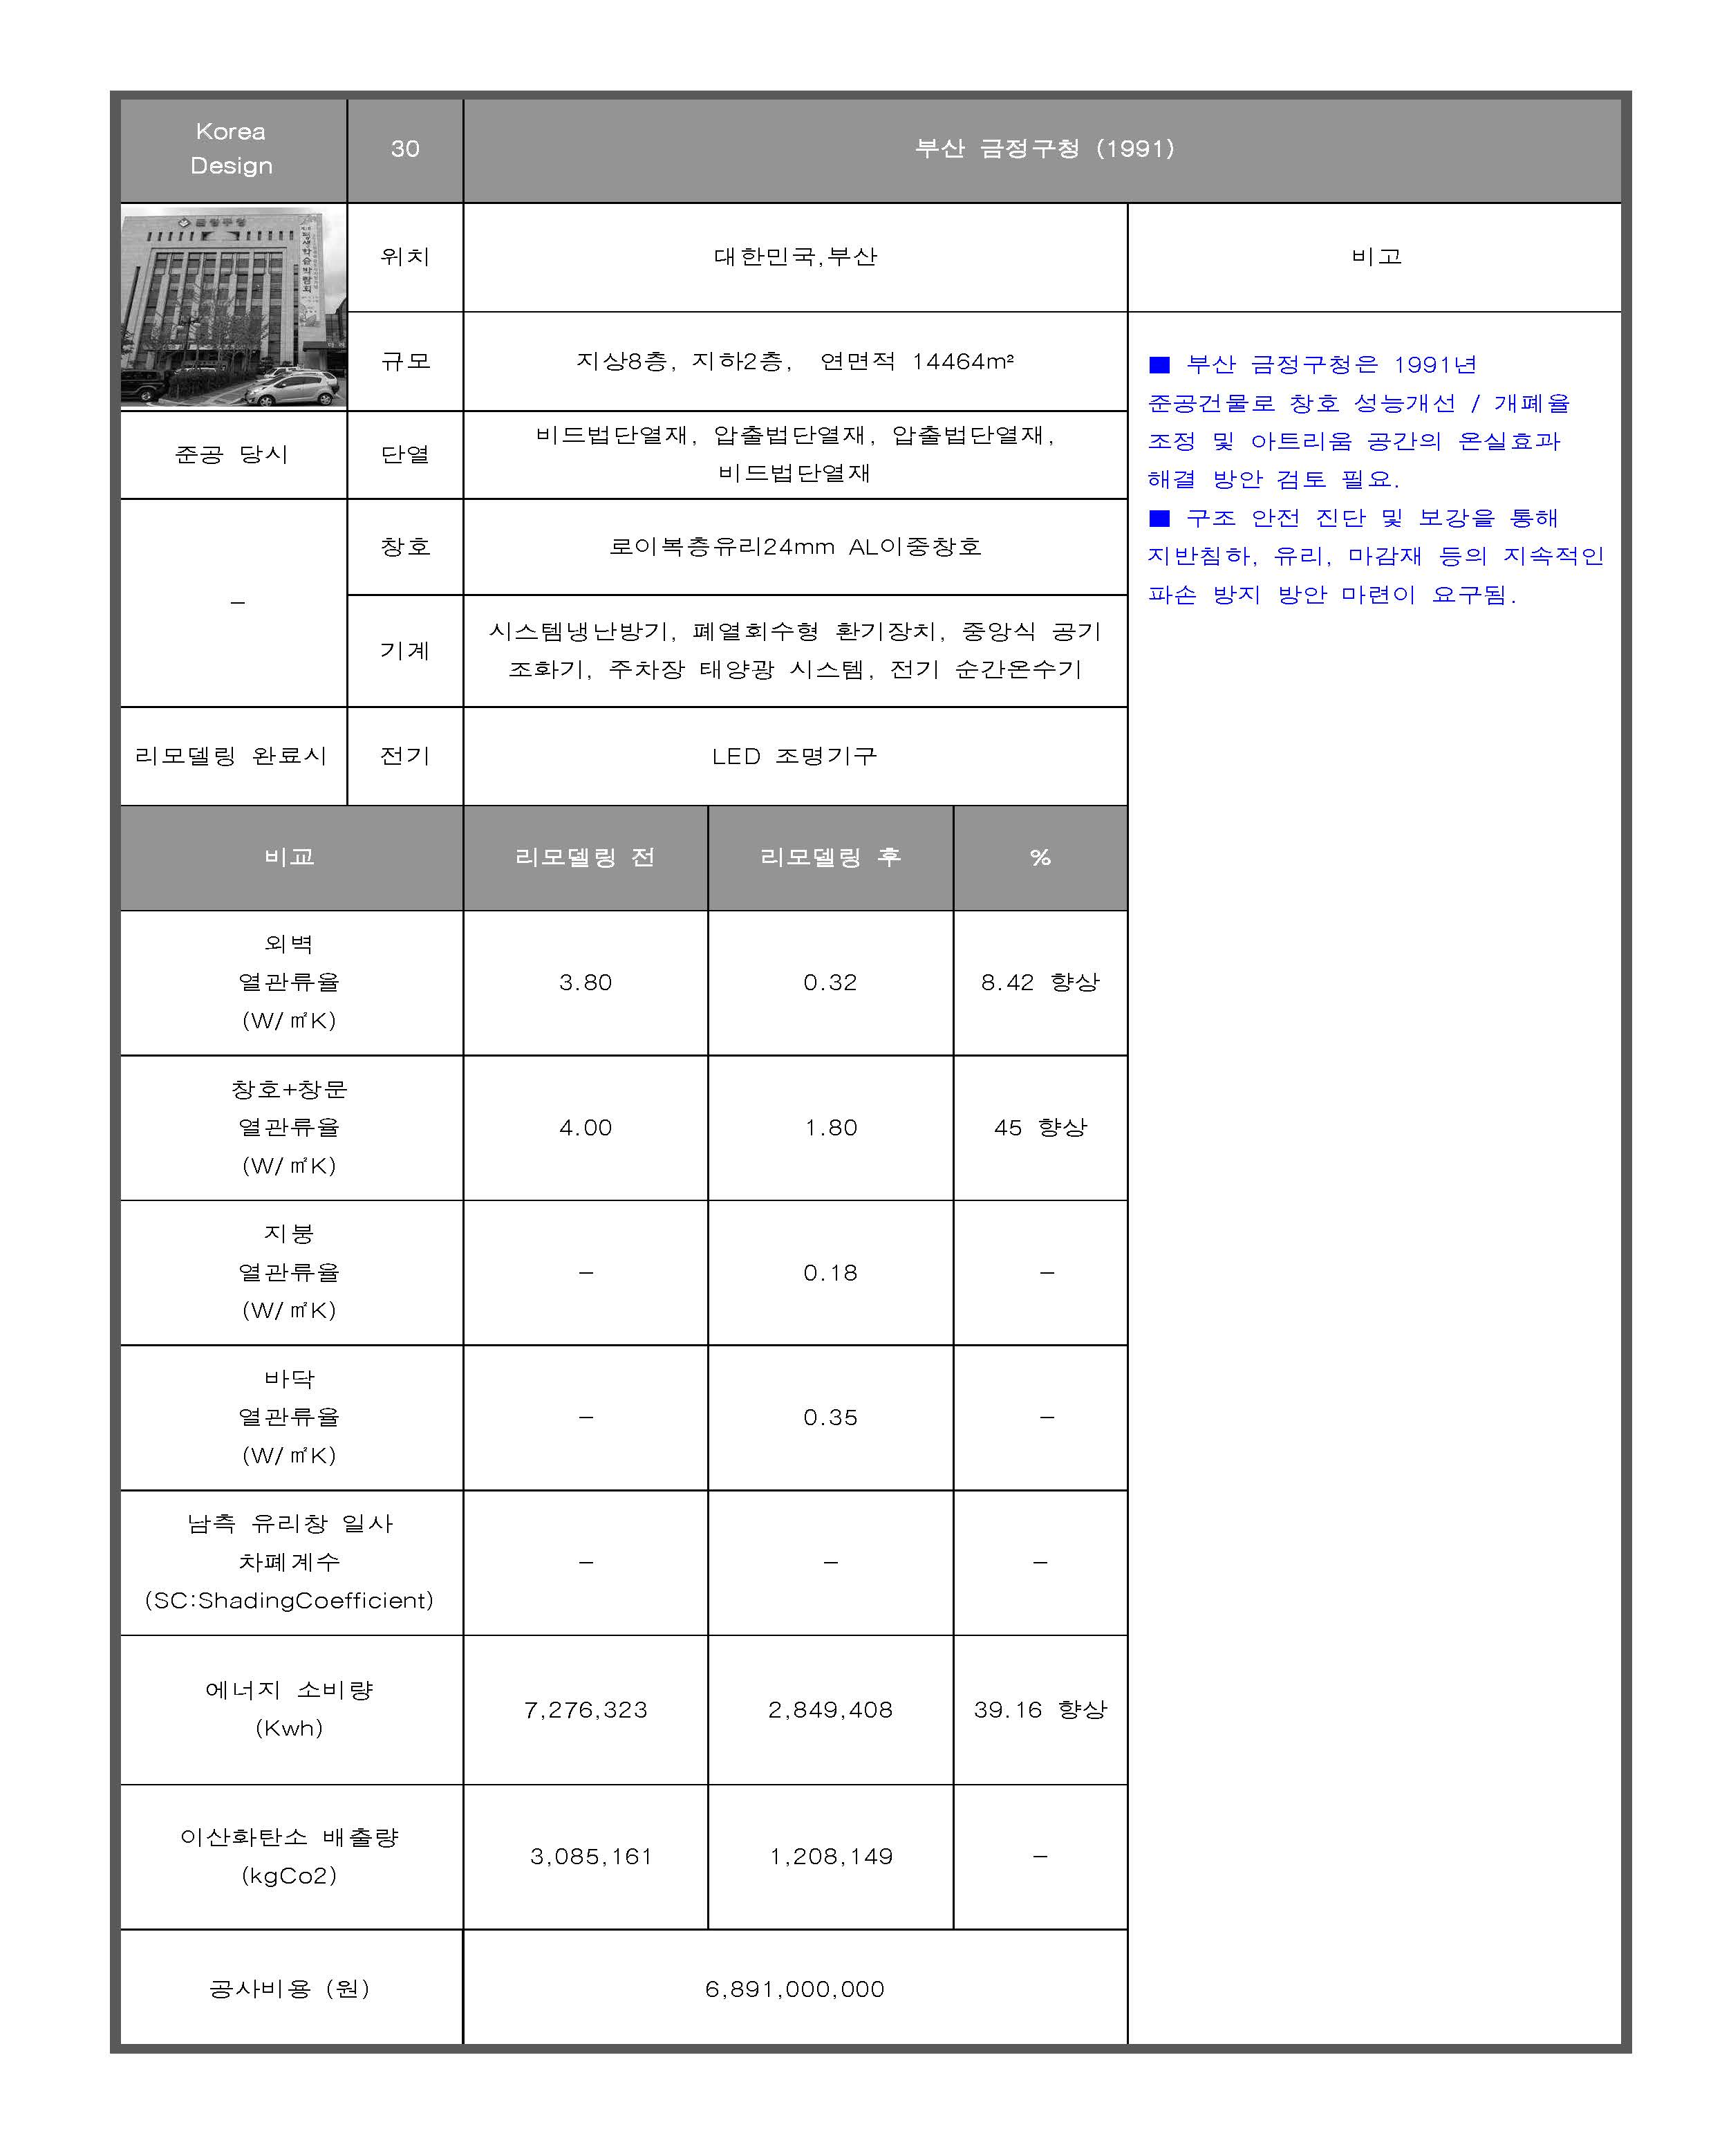 Korea
Design
30
부산 금정구청 (1991)
금정구청
평생학습박람회
위치
대한민국,부산
비고
규모
지상8층, 지하2층, 연면적 14464m²
준공 당시
단열
비드법단열재, 압출법단열재, 압출법단열재,
비드법단열재
■ 부산 금정구청은 1991년
준공건물로 창호 성능개선 / 개폐율
조정 및 아트리움 공간의 온실효과
해결 방안 검토 필요.
■ 구조 안전 진단 및 보강을 통해
지반침하, 유리, 마감재 등의 지속적인
파손 방지 방안 마련이 요구됨.
–
창호
로이복층유리24mm AL이중창호
기계
시스템냉난방기, 폐열회수형 환기장치, 중앙식 공기
조화기, 주차장 태양광 시스템, 전기 순간온수기
리모델링 완료시
전기
LED 조명기구
비교
리모델링 전
리모델링 후
%
외벽
열관류율
(W/㎡K)
3.80
0.32
8.42 향상
창호+창문
열관류율
(W/㎡K)
4.00
1.80
45 향상
지붕
열관류율
(W/㎡K)
–
0.18
–
바닥
열관류율
(W/㎡K)
–
0.35
–
남측 유리창 일사
차폐계수
(SC:ShadingCoefficient)
–
–
–
에너지 소비량
(Kwh)
7,276,323
2,849,408
39.16 향상
이산화탄소 배출량
(kgCo2)
3,085,161
1,208,149
–
공사비용 (원)
6,891,000,000